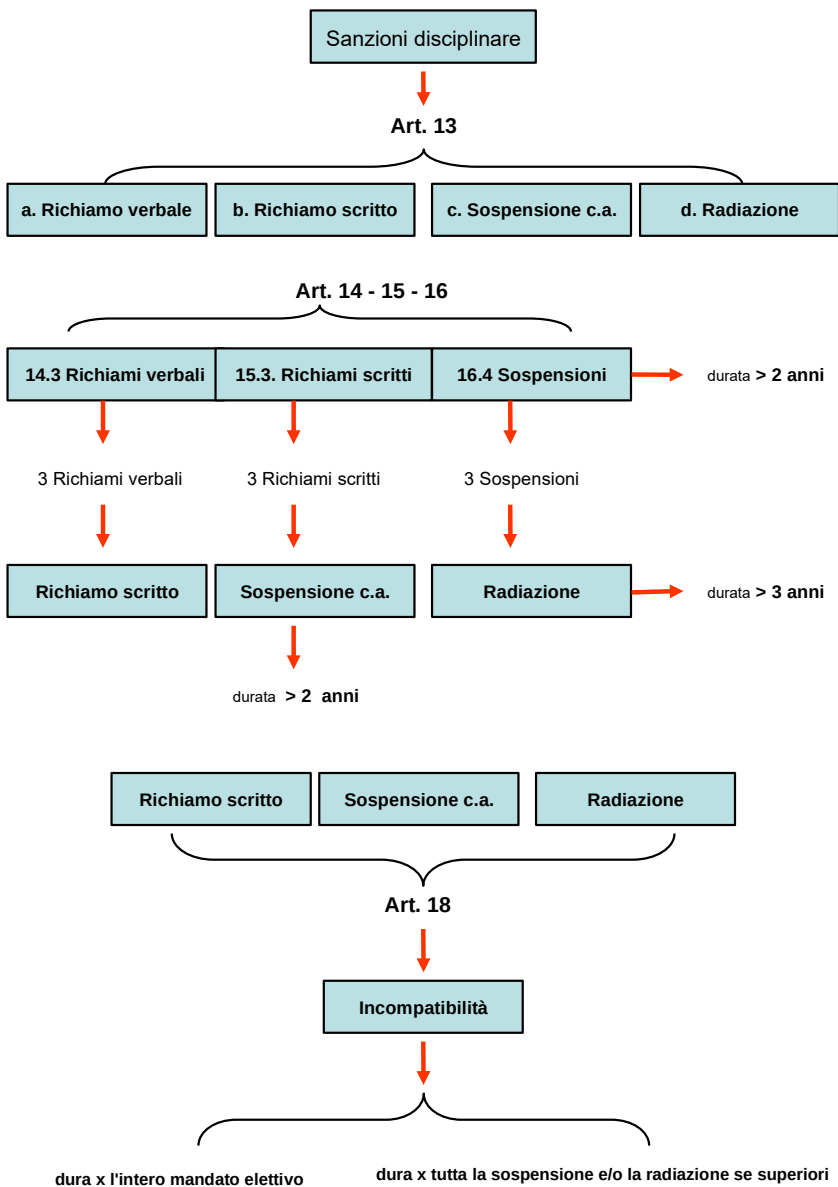 Sanzioni disciplinare
Art. 13
a. Richiamo verbale
b. Richiamo scritto
c. Sospensione c.a.
d. Radiazione
Art. 14 - 15 - 16
14.3 Richiami verbali
15.3. Richiami scritti
16.4 Sospensioni
durata > 2 anni
3 Richiami verbali
3 Richiami scritti
3 Sospensioni
Richiamo scritto
Sospensione c.a.
Radiazione
durata > 3 anni
durata > 2 anni
Richiamo scritto
Sospensione c.a.
Radiazione
Art. 18
Incompatibilità
dura x l'intero mandato elettivo
dura x tutta la sospensione e/o la radiazione se superiori